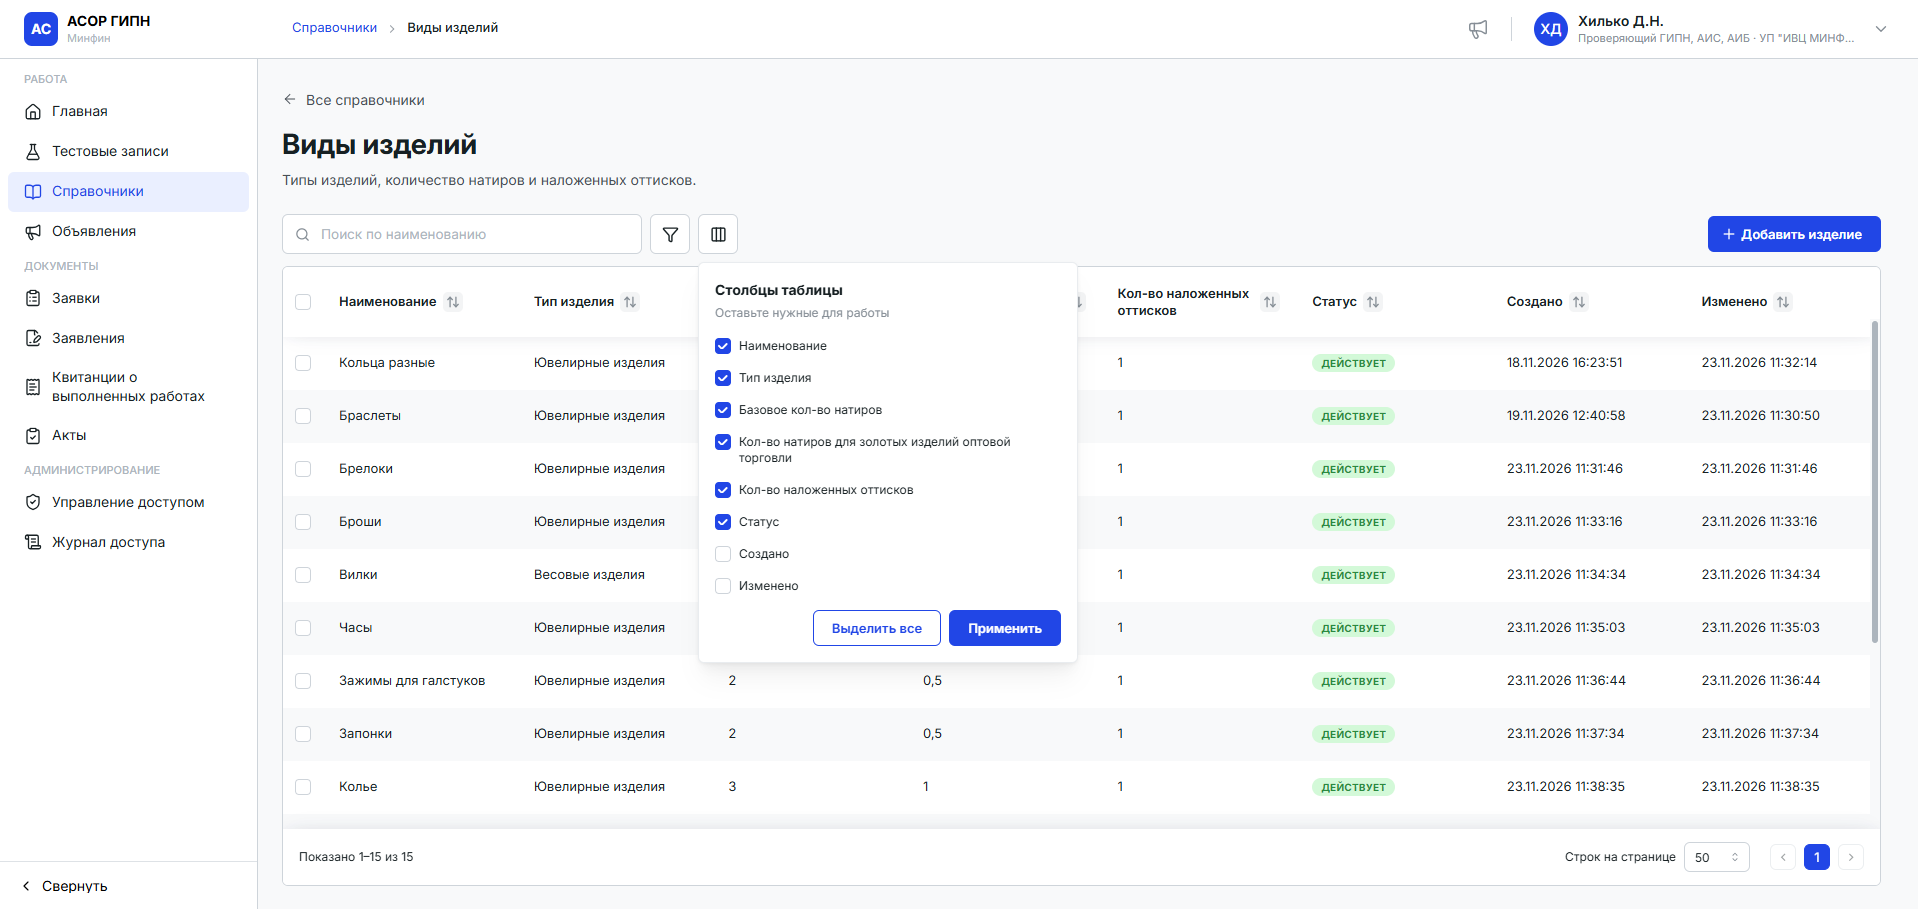 АС
АСОР ГИПН
Минфин
Справочники
Виды изделий
ХД
Хилько Д.Н.
Проверяющий ГИПН, АИС, АИБ · УП "ИВЦ МИНФ...
РАБОТА
Главная
Тестовые записи
Справочники
Объявления
ДОКУМЕНТЫ
Заявки
Заявления
Квитанции о
выполненных работах
Акты
АДМИНИСТРИРОВАНИЕ
Управление доступом
Журнал доступа
Свернуть
Все справочники
Виды изделий
Типы изделий, количество натиров и наложенных оттисков.
Поиск по наименованию
Добавить изделие
Наименование Тип изделия Кол-во наложенных оттисков Статус Создано Изменено
Кольца разные Ювелирные изделия 1 ДЕЙСТВУЕТ 18.11.2026 16:23:51 23.11.2026 11:32:14
Браслеты Ювелирные изделия 1 ДЕЙСТВУЕТ 19.11.2026 12:40:58 23.11.2026 11:30:50
Брелоки Ювелирные изделия 1 ДЕЙСТВУЕТ 23.11.2026 11:31:46 23.11.2026 11:31:46
Броши Ювелирные изделия 1 ДЕЙСТВУЕТ 23.11.2026 11:33:16 23.11.2026 11:33:16
Вилки Весовые изделия 1 ДЕЙСТВУЕТ 23.11.2026 11:34:34 23.11.2026 11:34:34
Часы Ювелирные изделия 1 ДЕЙСТВУЕТ 23.11.2026 11:35:03 23.11.2026 11:35:03
Зажимы для галстуков Ювелирные изделия 2 0,5 1 ДЕЙСТВУЕТ 23.11.2026 11:36:44 23.11.2026 11:36:44
Запонки Ювелирные изделия 2 0,5 1 ДЕЙСТВУЕТ 23.11.2026 11:37:34 23.11.2026 11:37:34
Колье Ювелирные изделия 3 1 1 ДЕЙСТВУЕТ 23.11.2026 11:38:35 23.11.2026 11:38:35
Столбцы таблицы
Оставьте нужные для работы
Наименование
Тип изделия
Базовое кол-во натиров
Кол-во натиров для золотых изделий оптовой
торговли
Кол-во наложенных оттисков
Статус
Создано
Изменено
Выделить все
Применить
Показано 1–15 из 15
Строк на странице 50 1